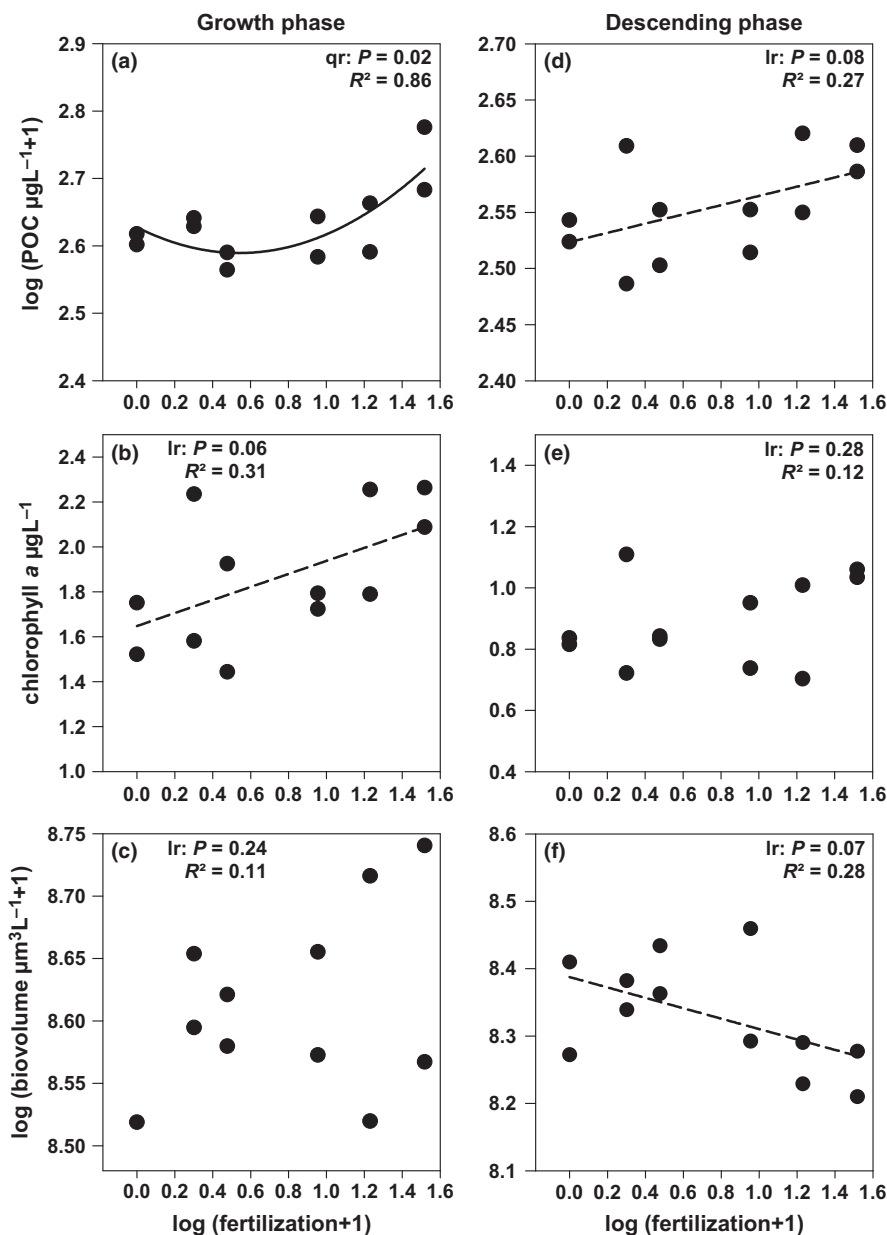 Growth phase
Descending phase
(a)
qr: P = 0.02
R² = 0.86
2.9
2.8
2.7
2.6
2.5
2.4
log (POC µgL⁻¹+1)
0.0 0.2 0.4 0.6 0.8 1.0 1.2 1.4 1.6
(d)
lr: P = 0.08
R² = 0.27
2.70
2.65
2.60
2.55
2.50
2.45
2.40
0.0 0.2 0.4 0.6 0.8 1.0 1.2 1.4 1.6
(b)
lr: P = 0.06
R² = 0.31
2.4
2.2
2.0
1.8
1.6
1.4
1.2
1.0
chlorophyll a µgL⁻¹
0.0 0.2 0.4 0.6 0.8 1.0 1.2 1.4 1.6
(e)
lr: P = 0.28
R² = 0.12
1.4
1.2
1.0
0.8
0.6
0.4
0.0 0.2 0.4 0.6 0.8 1.0 1.2 1.4 1.6
(c)
lr: P = 0.24
R² = 0.11
8.75
8.70
8.65
8.60
8.55
8.50
log (biovolume µm³L⁻¹+1)
0.0 0.2 0.4 0.6 0.8 1.0 1.2 1.4 1.6
log (fertilization+1)
(f)
lr: P = 0.07
R² = 0.28
8.6
8.5
8.4
8.3
8.2
8.1
0.0 0.2 0.4 0.6 0.8 1.0 1.2 1.4 1.6
log (fertilization+1)